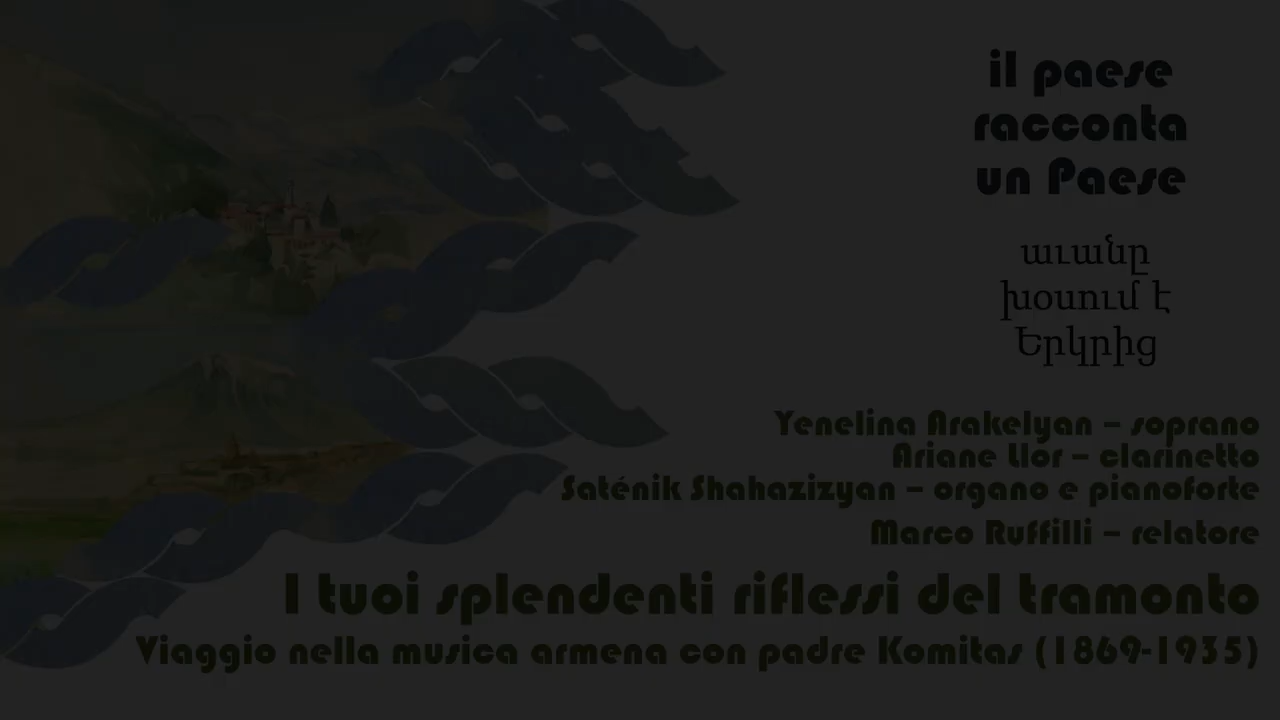 il paese
racconta
un Paese
աւանը
խօսում է
Երկրից
Yenelina Arakelyan – soprano
Ariane Lior – clarinetto
Saténik Shahazizyan – organo e pianoforte
Marco Ruffilli – relatore
I tuoi splendenti riflessi del tramonto
Viaggio nella musica armena con padre Komitas (1869-1935)